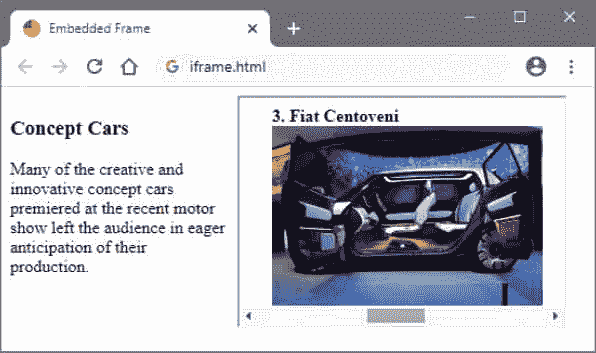 Embedded Frame
iframe.html
Concept Cars
Many of the creative and
innovative concept cars
premiered at the recent motor
show left the audience in eager
anticipation of their
production.
3. Fiat Centoveni